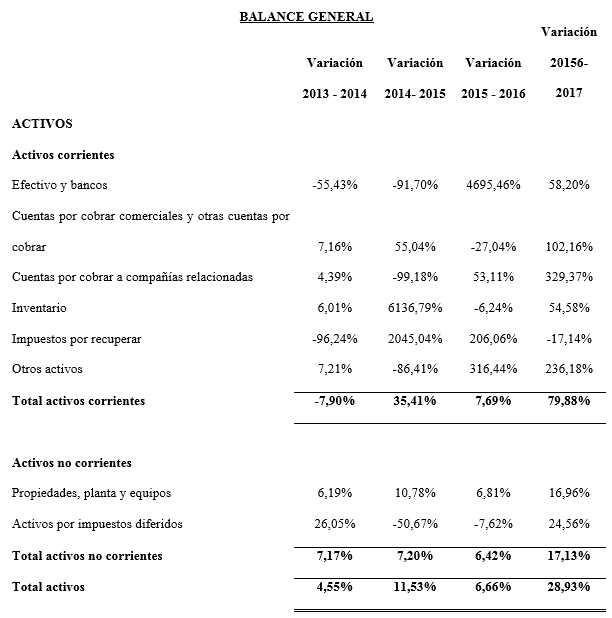 BALANCE GENERAL
Variación
Variación Variación Variación 20156-
2013 - 2014 2014- 2015 2015 - 2016 2017
ACTIVOS
Activos corrientes
Efectivo y bancos -55,43% -91,70% 4695,46% 58,20%
Cuentas por cobrar comerciales y otras cuentas por
cobrar 7,16% 55,04% -27,04% 102,16%
Cuentas por cobrar a compañías relacionadas 4,39% -99,18% 53,11% 329,37%
Inventario 6,01% 6136,79% -6,24% 54,58%
Impuestos por recuperar -96,24% 2045,04% 206,06% -17,14%
Otros activos 7,21% -86,41% 316,44% 236,18%
Total activos corrientes -7,90% 35,41% 7,69% 79,88%
Activos no corrientes
Propiedades, planta y equipos 6,19% 10,78% 6,81% 16,96%
Activos por impuestos diferidos 26,05% -50,67% -7,62% 24,56%
Total activos no corrientes 7,17% 7,20% 6,42% 17,13%
Total activos 4,55% 11,53% 6,66% 28,93%